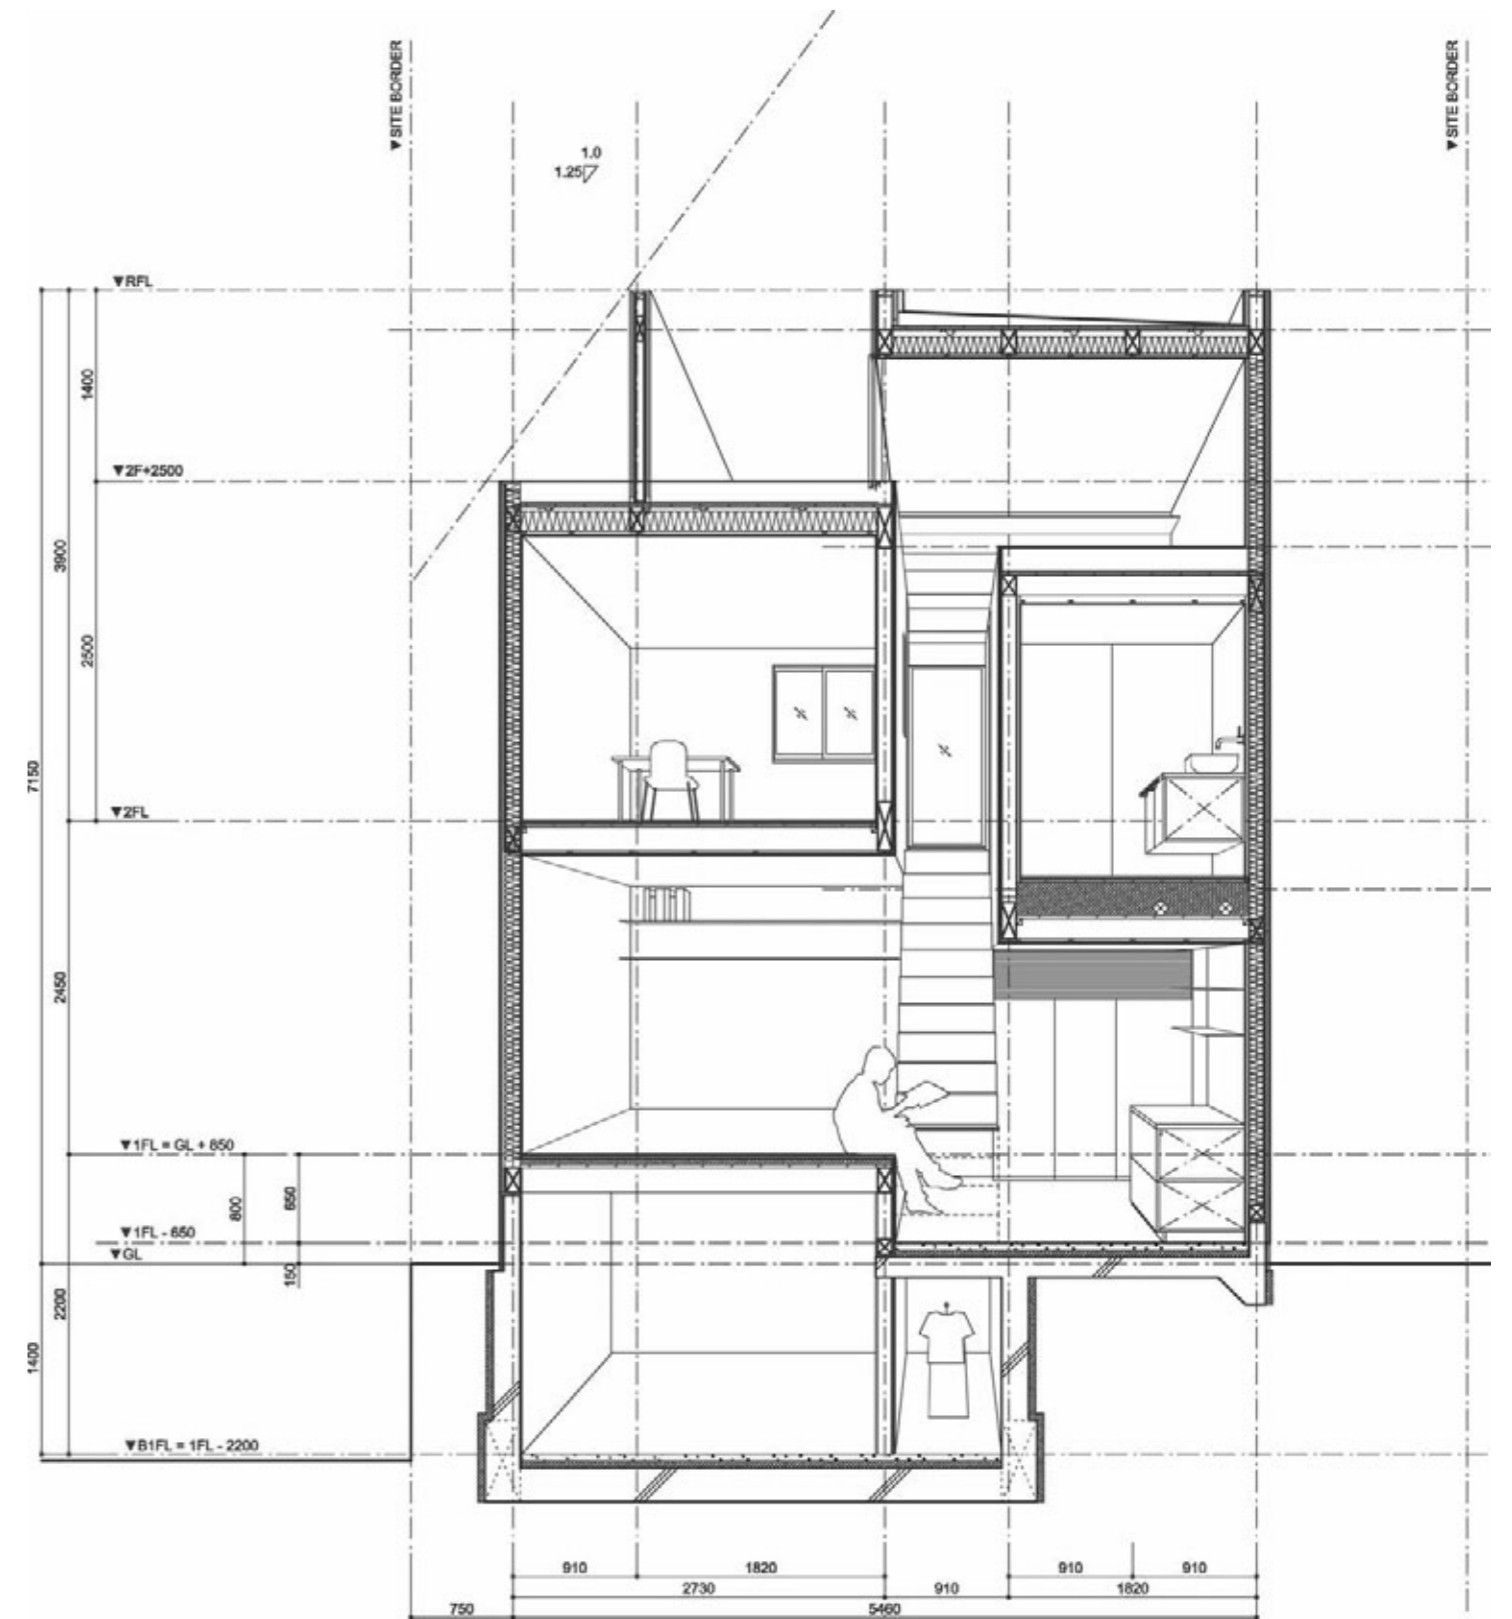 ▼SITE BORDER
▼SITE BORDER
1.0
1.25
▼RFL
1400
▼2F+2500
3900
2500
7150
▼2FL
2450
▼1FL = GL + 850
800
650
▼1FL - 650
▼GL
150
2200
1400
▼B1FL = 1FL - 2200
910
1820
910
910
2730
910
1820
750
5460